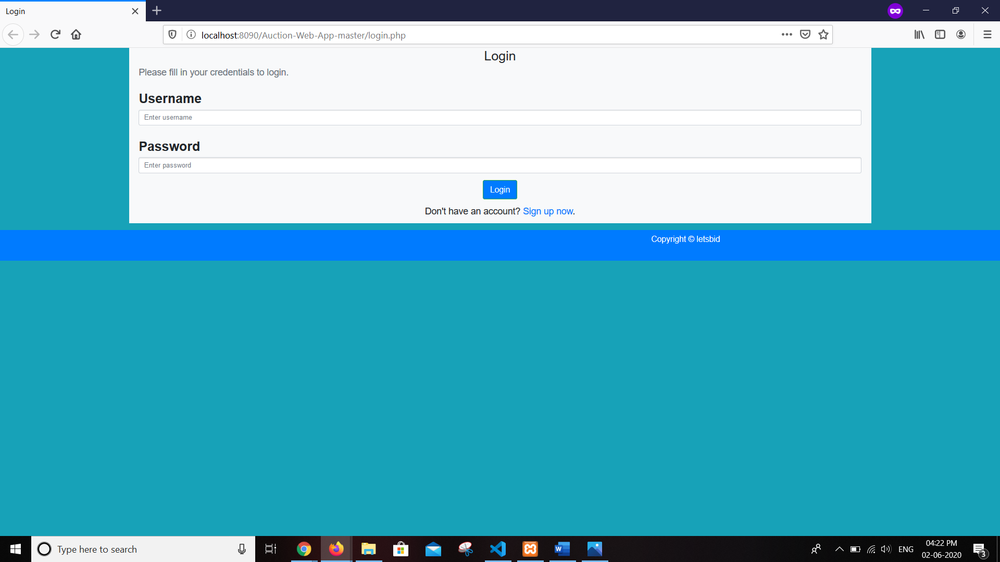 Login
localhost:8090/Auction-Web-App-master/login.php
Login
Please fill in your credentials to login.
Username
Enter username
Password
Enter password
Login
Don't have an account? Sign up now.
Copyright © letsbid
Type here to search
W
ENG
04:22 PM
02-06-2020
3